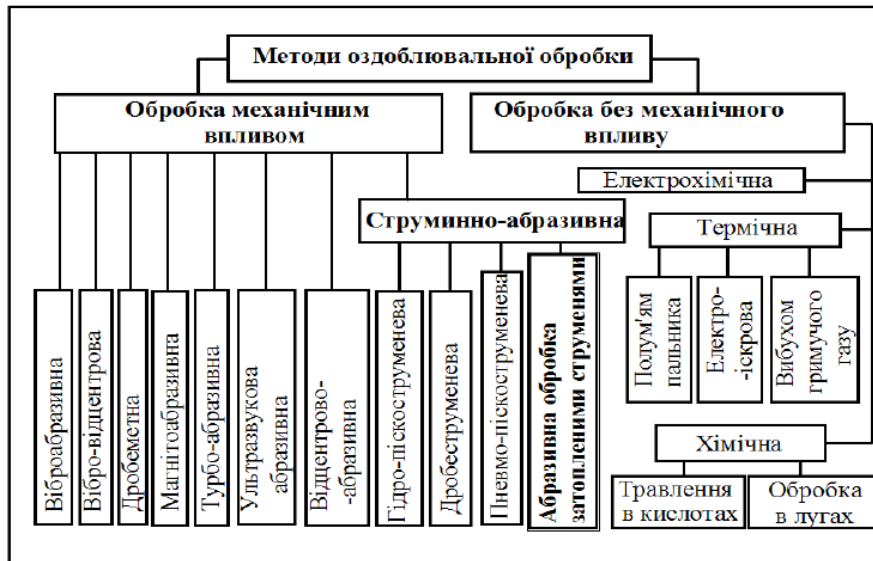 Методи оздоблювальної обробки
Обробка механічним
впливом
Обробка без механічного
впливу
Електрохімічна
Струминно-абразивна
Термічна
Віброабразивна
Вібро-відцентрова
Дробеметна
Магнітоабразивна
Турбо-абразивна
Ультразвукова
абразивна
Відцентрово-
-абразивна
Гідро-піскоструменева
Дробеструменева
Пневмо-піскоструменева
Абразивна обробка
затопленими струменями
Полум'ям
пальника
Електро-
-іскрова
Вибухом
гримучого
газу
Хімічна
Травлення
в кислотах
Обробка
в лугах